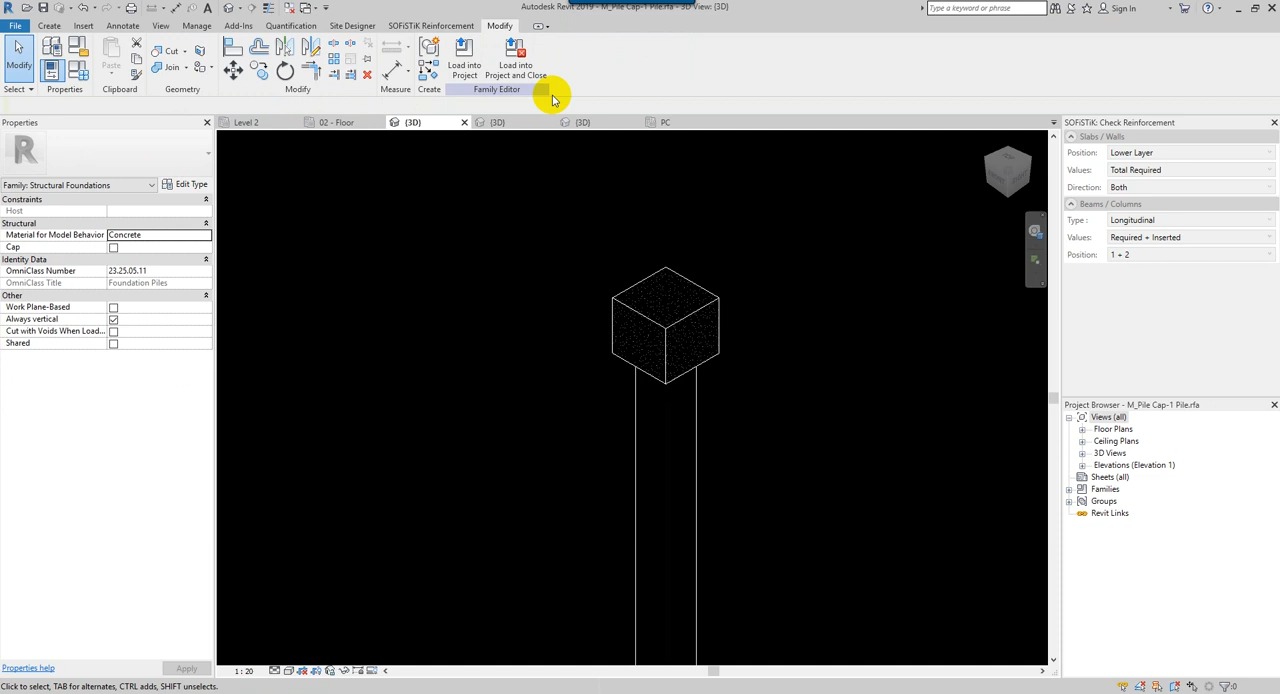 Autodesk Revit 2019 - M_Pile Cap-1 Pile.rfa - 3D View: {3D}
Type a keyword or phrase
Sign In
File Create Insert Annotate View Manage Add-Ins Quantification Site Designer SOFiSTiK Reinforcement Modify
Modify
Paste
Cut
Join
Load into Project
Load into Project and Close
Select Properties Clipboard Geometry Modify Measure Create Family Editor
Properties
Level 2
02 - Floor
{3D}
{3D}
{3D}
PC
SOFiSTiK: Check Reinforcement
Family: Structural Foundations
Edit Type
Constraints
Host
Structural
Material for Model Behavior Concrete
Cap
Identity Data
OmniClass Number 23.25.05.11
OmniClass Title Foundation Piles
Other
Work Plane-Based
Always vertical
Cut with Voids When Load...
Shared
Properties help
Apply
TOP
Slabs / Walls
Position: Lower Layer
Values: Total Required
Direction: Both
Beams / Columns
Type : Longitudinal
Values: Required + Inserted
Position: 1 + 2
Project Browser - M_Pile Cap-1 Pile.rfa
Views (all)
Floor Plans
Ceiling Plans
3D Views
Elevations (Elevation 1)
Sheets (all)
Families
Groups
Revit Links
1 : 20
Click to select, TAB for alternates, CTRL adds, SHIFT unselects.
:0